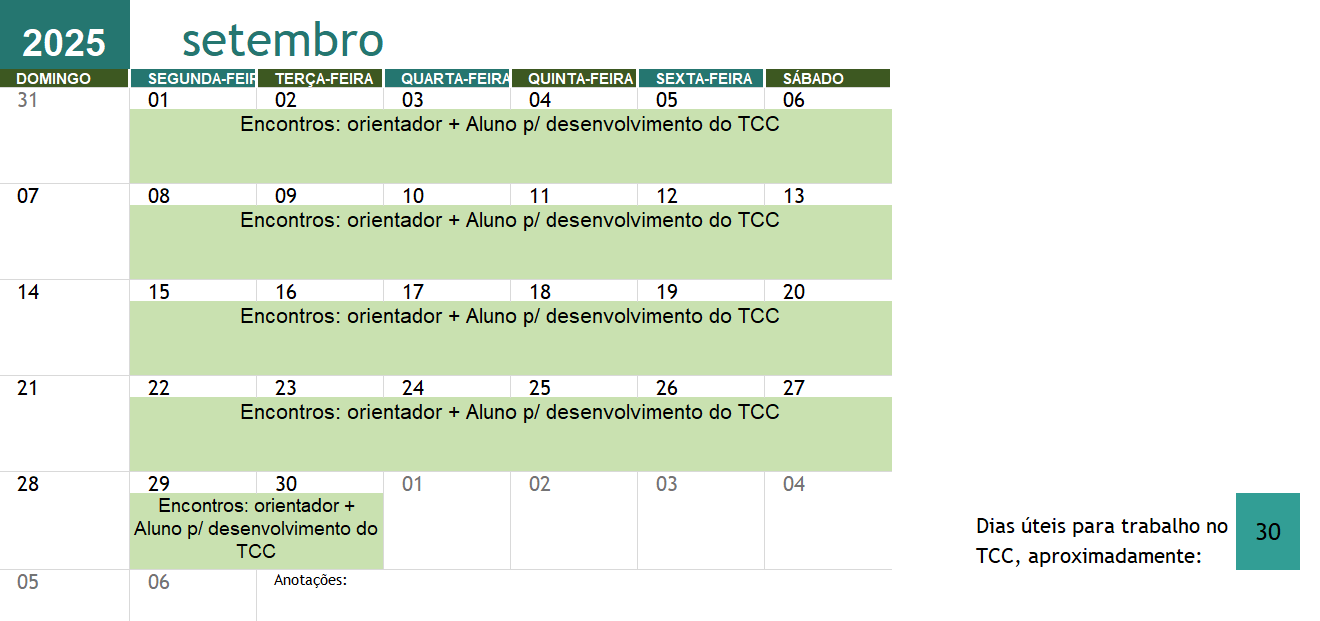 2025 setembro
DOMINGO SEGUNDA-FEIR TERÇA-FEIRA QUARTA-FEIRA QUINTA-FEIRA SEXTA-FEIRA SÁBADO
31 01 02 03 04 05 06
Encontros: orientador + Aluno p/ desenvolvimento do TCC
07 08 09 10 11 12 13
Encontros: orientador + Aluno p/ desenvolvimento do TCC
14 15 16 17 18 19 20
Encontros: orientador + Aluno p/ desenvolvimento do TCC
21 22 23 24 25 26 27
Encontros: orientador + Aluno p/ desenvolvimento do TCC
28 29 30 01 02 03 04
Encontros: orientador +
Aluno p/ desenvolvimento do
TCC
Dias úteis para trabalho no
TCC, aproximadamente:
30
05 06 Anotações: